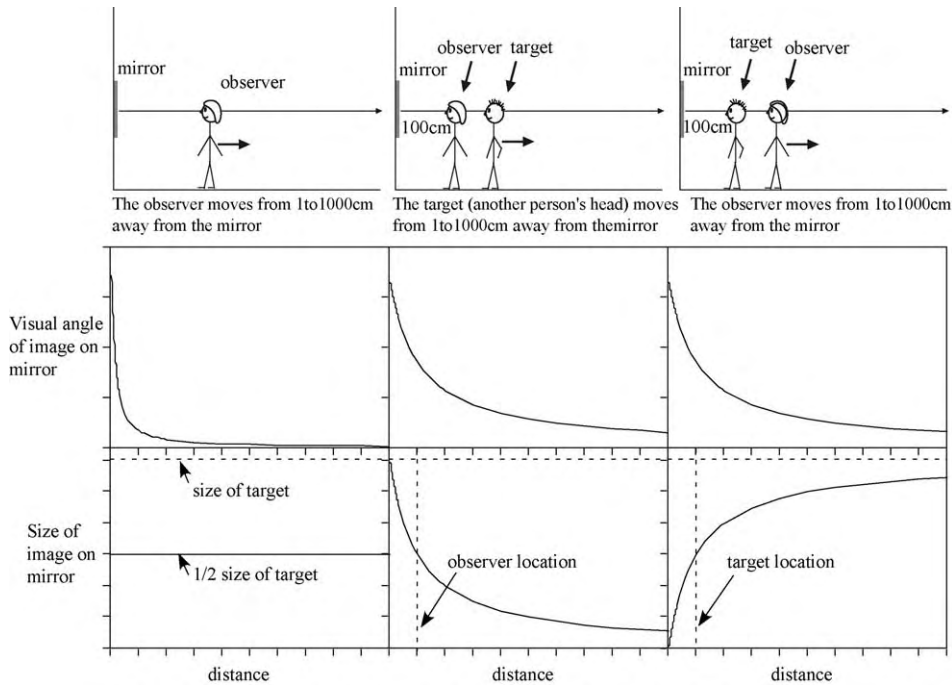 mirror
observer
The observer moves from 1to1000cm
away from the mirror
observer target
mirror
100cm
The target (another person's head) moves
from 1to1000cm away from themirror
target observer
mirror
100cm
The observer moves from 1to1000cm
away from the mirror
Visual angle
of image on
mirror
Size of
image on
mirror
size of target
1/2 size of target
observer location
target location
distance
distance
distance